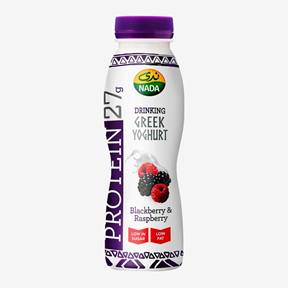 ندى
NADA
DRINKING
GREEK
YOGHURT
PROTEIN 27g
Blackberry &
Raspberry
LOW IN
SUGAR
LOW
FAT